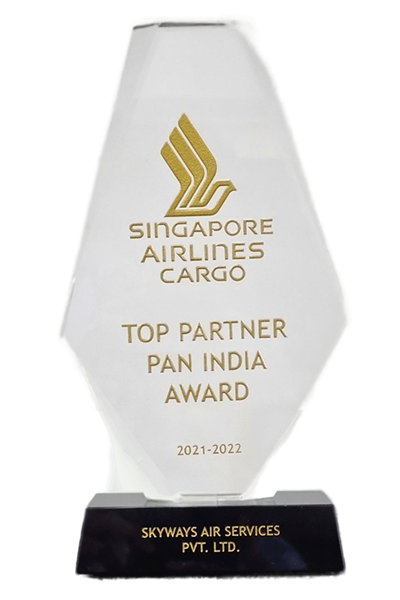 SINGAPORE
AIRLINES
CARGO
TOP PARTNER
PAN INDIA
AWARD
2021-2022
SKYWAYS AIR SERVICES
PVT. LTD.